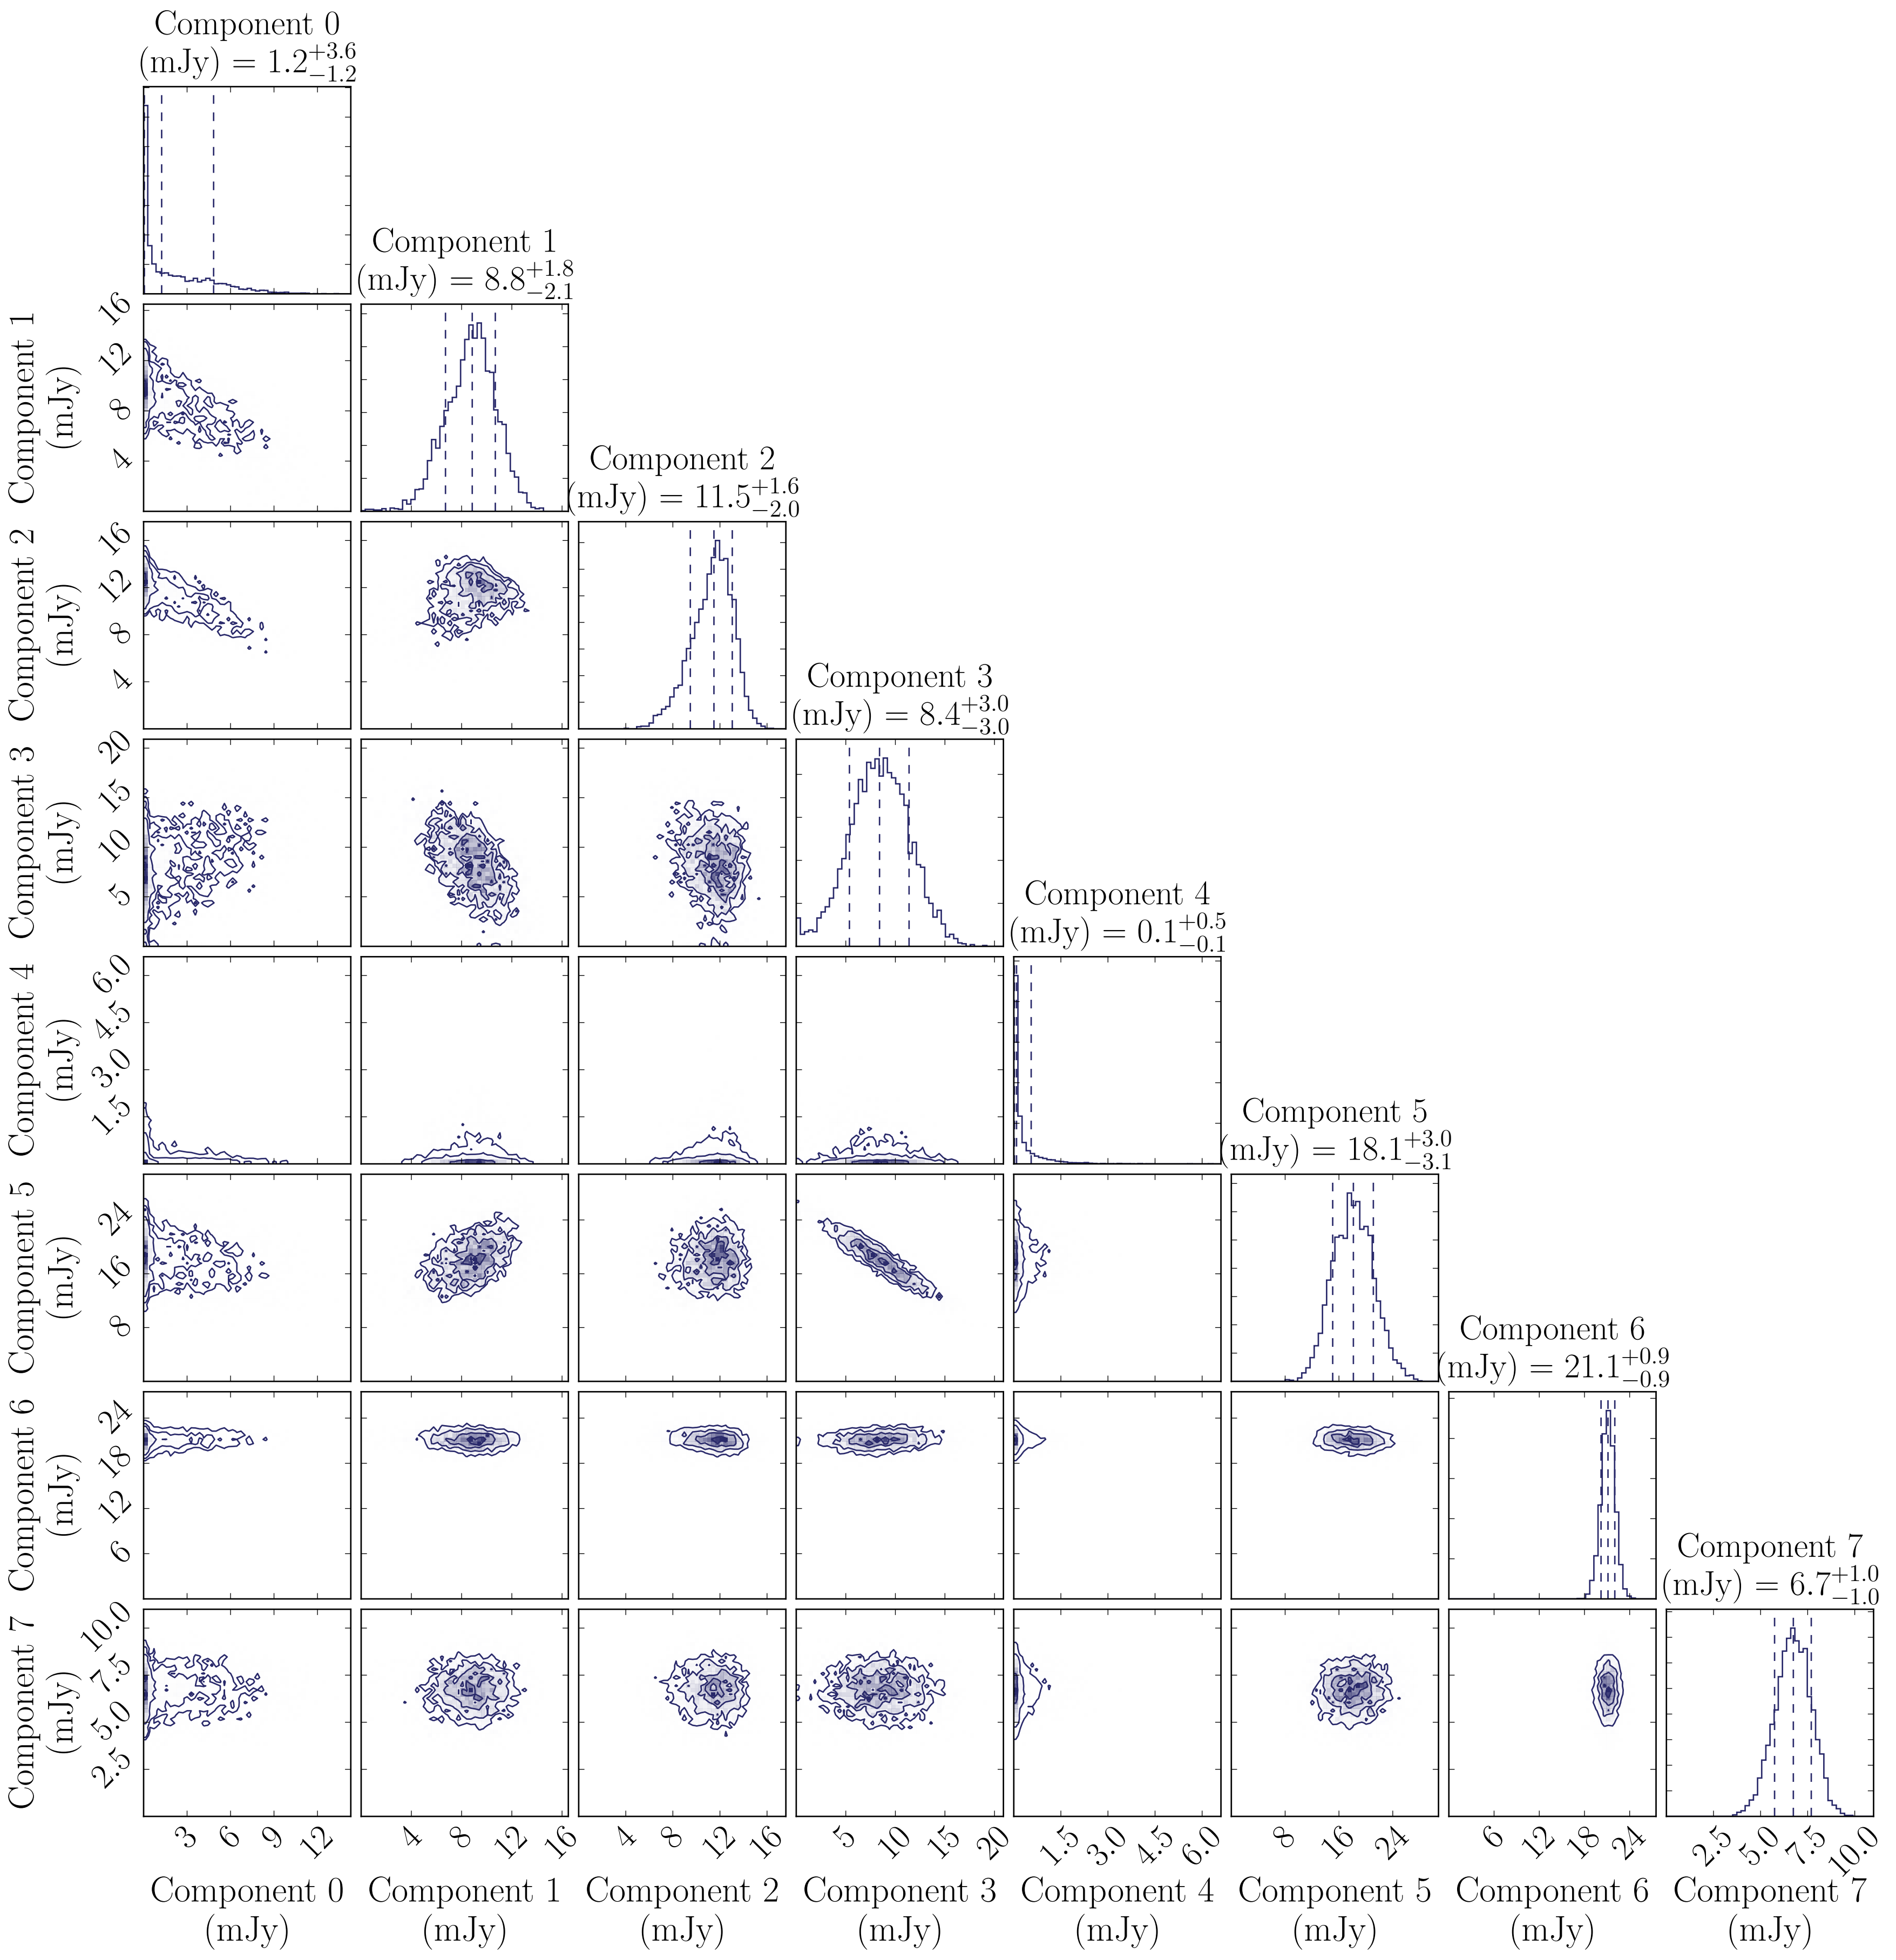 Component 0
(mJy) = 1.2+3.6−1.2
Component 1
(mJy) = 8.8+1.8−2.1
16
12
8
4
Component 1
(mJy)
Component 2
(mJy) = 11.5+1.6−2.0
16
12
8
4
Component 2
(mJy)
Component 3
(mJy) = 8.4+3.0−3.0
20
15
10
5
Component 3
(mJy)
Component 4
(mJy) = 0.1+0.5−0.1
6.0
4.5
3.0
1.5
Component 4
(mJy)
Component 5
(mJy) = 18.1+3.0−3.1
24
16
8
Component 5
(mJy)
Component 6
(mJy) = 21.1+0.9−0.9
24
18
12
6
Component 6
(mJy)
Component 7
(mJy) = 6.7+1.0−1.0
10.0
7.5
5.0
2.5
Component 7
(mJy)
3 6 9 12 4 8 12 16 4 8 12 16 5 10 15 20 1.5 3.0 4.5 6.0 8 16 24 6 12 18 24 2.5 5.0 7.5 10.0
Component 0 Component 1 Component 2 Component 3 Component 4 Component 5 Component 6 Component 7
(mJy) (mJy) (mJy) (mJy) (mJy) (mJy) (mJy) (mJy)